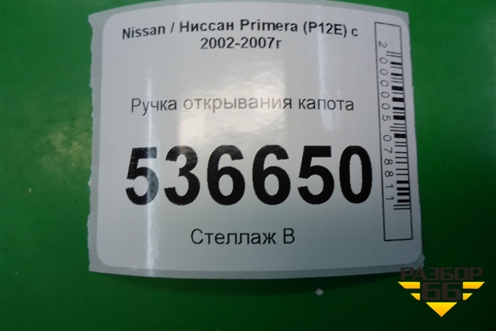 Nissan / Ниссан Primera (P12E) с
2002-2007г
Ручка открывания капота
536650
Стеллаж В
2000005078811
РАЗБОР
66